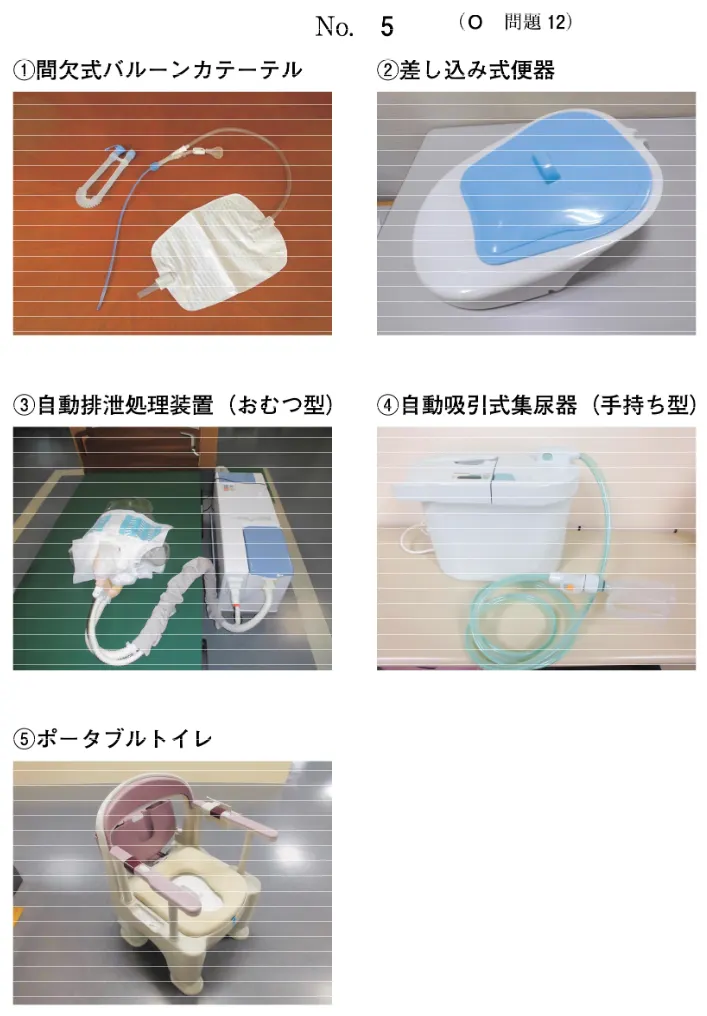 No. 5 （O 問題 12）
①間欠式バルーンカテーテル
②差し込み式便器
③自動排泄処理装置（おむつ型）
④自動吸引式集尿器（手持ち型）
⑤ポータブルトイレ